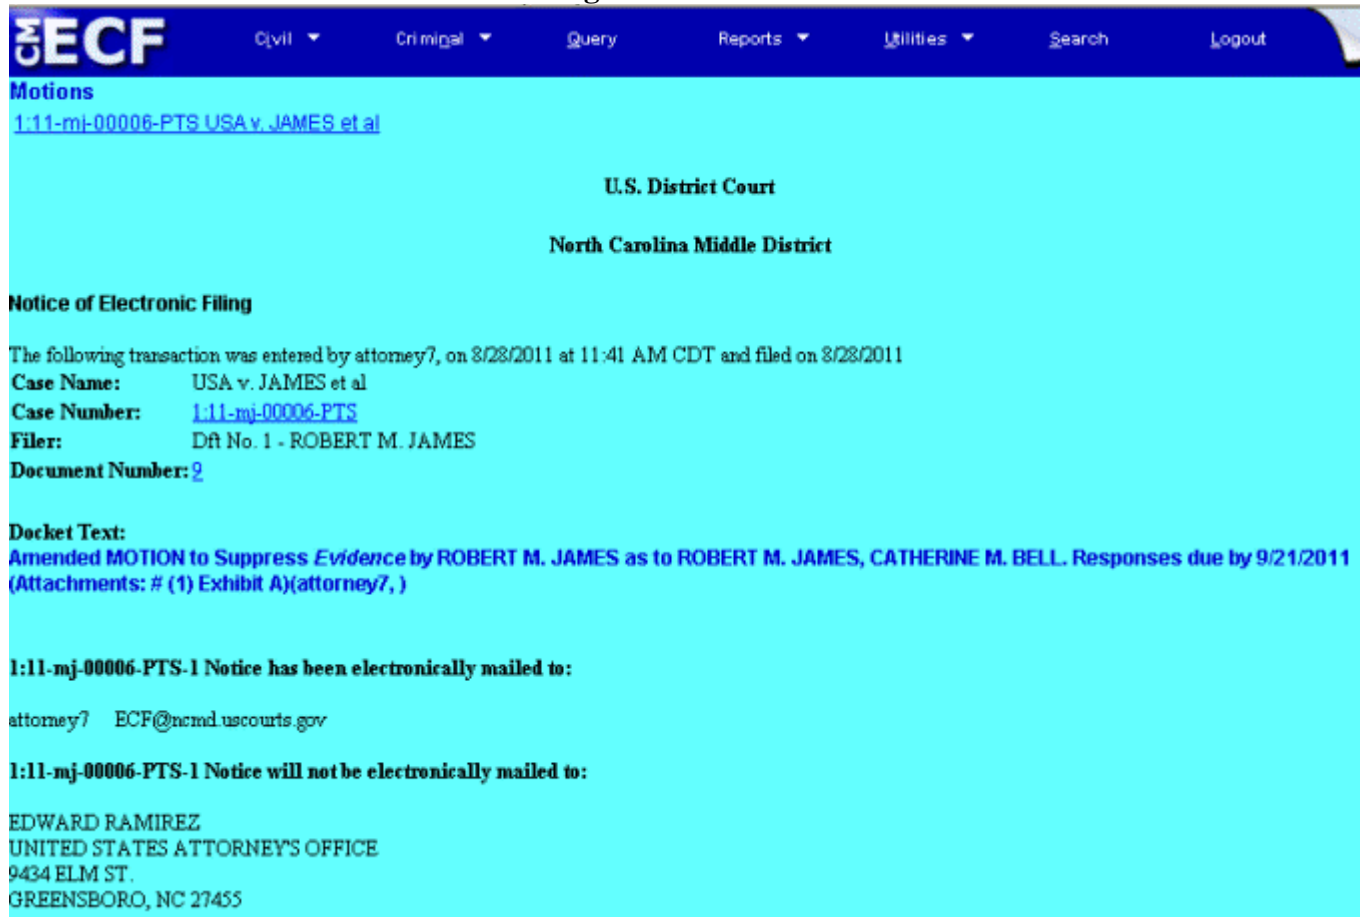 CM ECF Civil Criminal Query Reports Utilities Search Logout
Motions
1:11-mj-00006-PTS USA v. JAMES et al
U.S. District Court
North Carolina Middle District
Notice of Electronic Filing
The following transaction was entered by attorney7, on 8/28/2011 at 11:41 AM CDT and filed on 8/28/2011
Case Name: USA v. JAMES et al
Case Number: 1:11-mj-00006-PTS
Filer: Dft No. 1 - ROBERT M. JAMES
Document Number: 9
Docket Text:
Amended MOTION to Suppress Evidence by ROBERT M. JAMES as to ROBERT M. JAMES, CATHERINE M. BELL. Responses due by 9/21/2011
(Attachments: # (1) Exhibit A)(attorney7, )
1:11-mj-00006-PTS-1 Notice has been electronically mailed to:
attorney7 ECF@ncmd.uscourts.gov
1:11-mj-00006-PTS-1 Notice will not be electronically mailed to:
EDWARD RAMIREZ
UNITED STATES ATTORNEY'S OFFICE
9434 ELM ST.
GREENSBORO, NC 27455